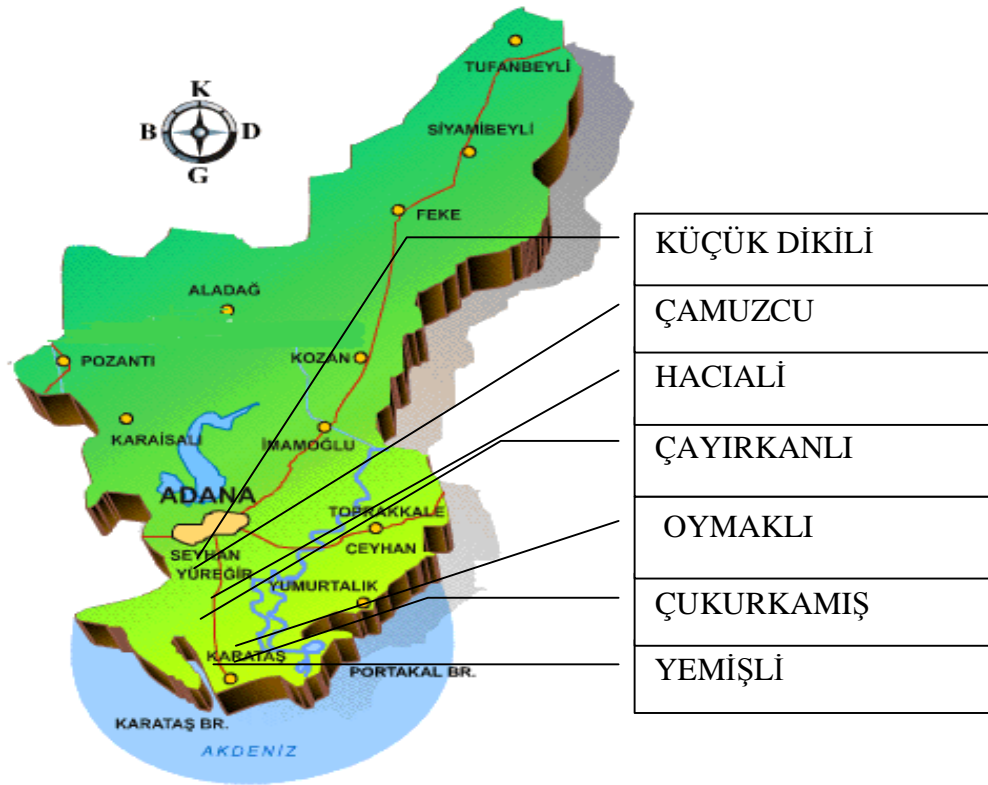 TUFANBEYLİ
K
B D
G
SİYAMİBEYLİ
FEKE
KÜÇÜK DİKİLİ
ALADAĞ
ÇAMUZCU
POZANTI
KOZAN
HACIALİ
KARAİSALI
İMAMOĞLU
ÇAYIRKANLI
ADANA
TOPRAKKALE
OYMAKLI
SEYHAN
CEYHAN
YÜREĞİR
YUMURTALIK
ÇUKURKAMIŞ
KARATAŞ
PORTAKAL BR.
YEMİŞLİ
KARATAŞ BR.
AKDENİZ